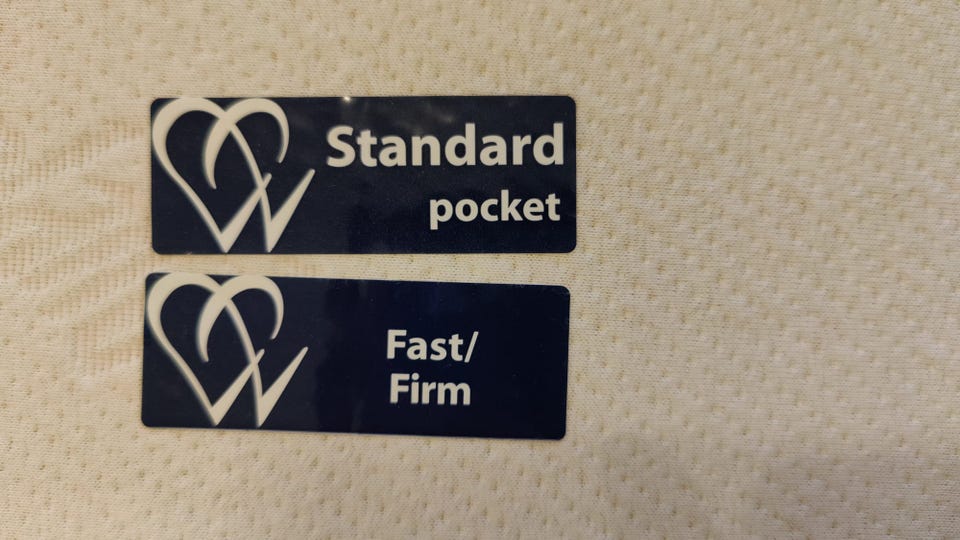 Standard
pocket
Fast/
Firm